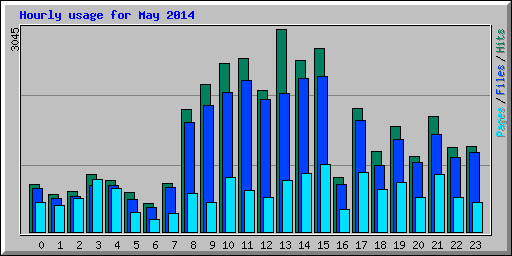 Hourly usage for May 2014
3045
Pages/Files/Hits
0 1 2 3 4 5 6 7 8 9 10 11 12 13 14 15 16 17 18 19 20 21 22 23